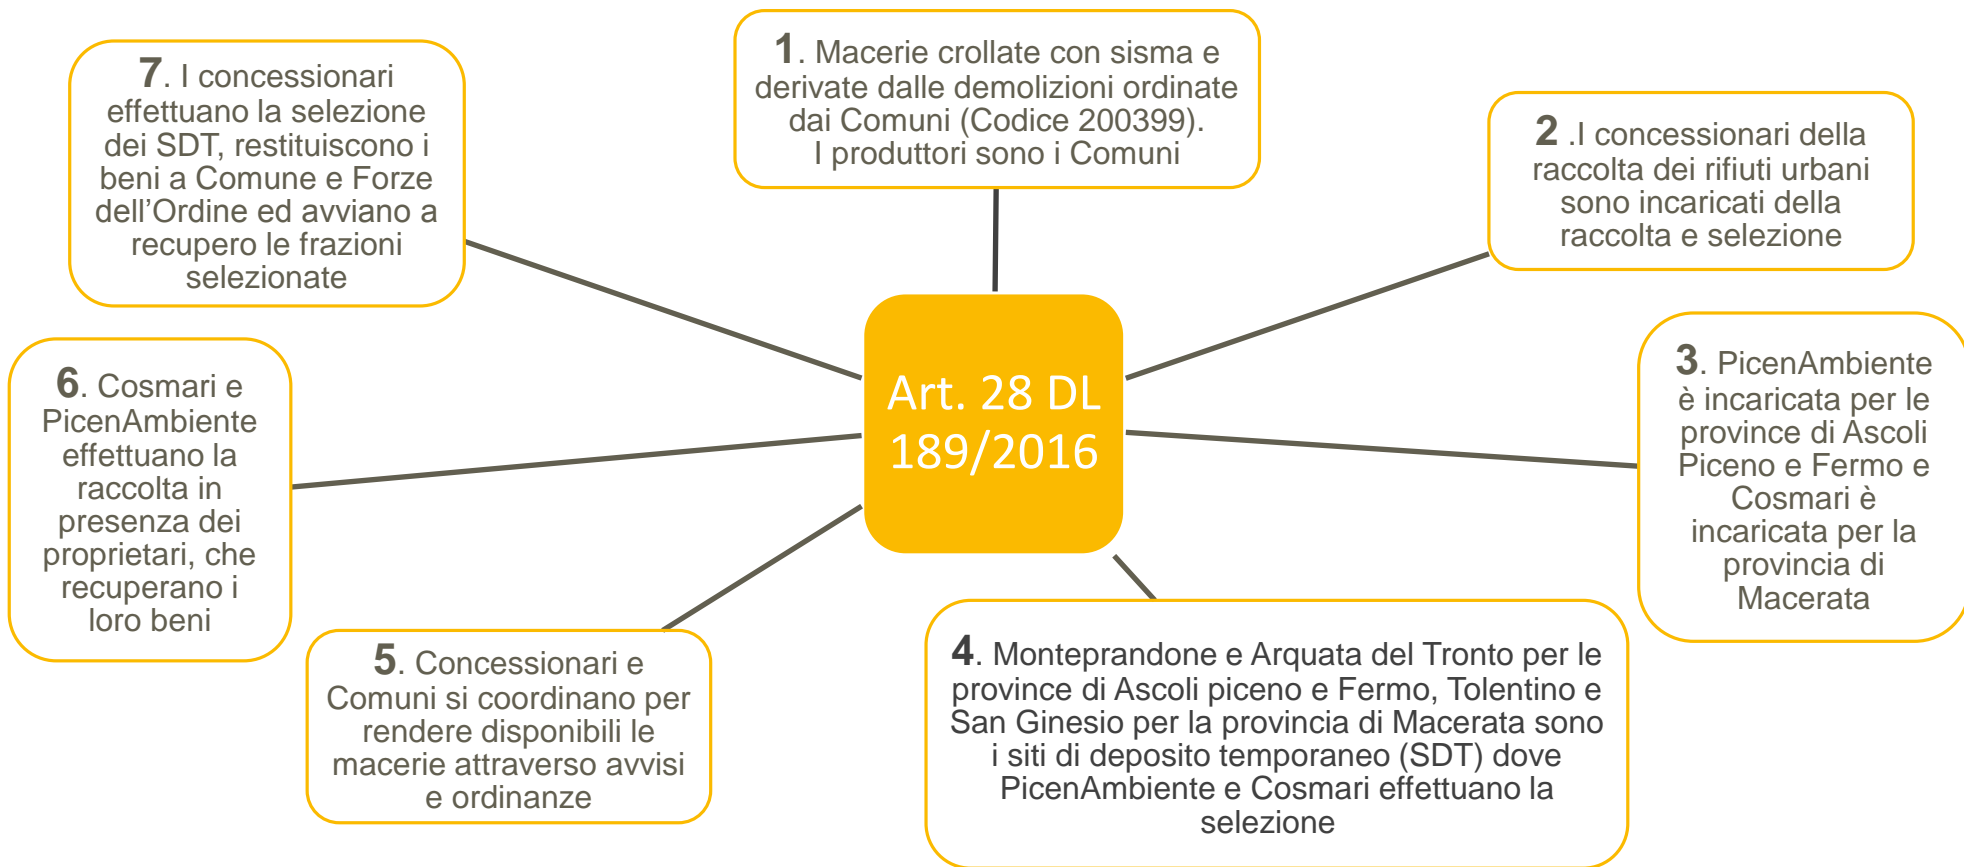 1. Macerie crollate con sisma e
derivate dalle demolizioni ordinate
dai Comuni (Codice 200399).
I produttori sono i Comuni
2 .I concessionari della
raccolta dei rifiuti urbani
sono incaricati della
raccolta e selezione
3. PicenAmbiente
è incaricata per le
province di Ascoli
Piceno e Fermo e
Cosmari è
incaricata per la
provincia di
Macerata
4. Monteprandone e Arquata del Tronto per le
province di Ascoli piceno e Fermo, Tolentino e
San Ginesio per la provincia di Macerata sono
i siti di deposito temporaneo (SDT) dove
PicenAmbiente e Cosmari effettuano la
selezione
5. Concessionari e
Comuni si coordinano per
rendere disponibili le
macerie attraverso avvisi
e ordinanze
6. Cosmari e
PicenAmbiente
effettuano la
raccolta in
presenza dei
proprietari, che
recuperano i
loro beni
7. I concessionari
effettuano la selezione
dei SDT, restituiscono i
beni a Comune e Forze
dell’Ordine ed avviano a
recupero le frazioni
selezionate
Art. 28 DL
189/2016